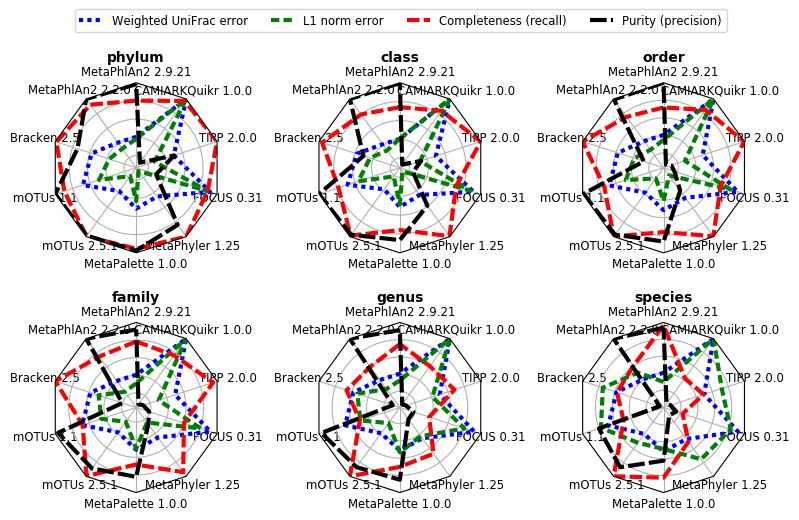 Weighted UniFrac error L1 norm error Completeness (recall) Purity (precision)
phylum class order
MetaPhlAn2 2.9.21 MetaPhlAn2 2.9.21 MetaPhlAn2 2.9.21
MetaPhlAn2 2.2.0 CAMIARKQuikr 1.0.0 MetaPhlAn2 2.2.0 CAMIARKQuikr 1.0.0 MetaPhlAn2 2.2.0 CAMIARKQuikr 1.0.0
Bracken 2.5 TIPP 2.0.0 Bracken 2.5 TIPP 2.0.0 Bracken 2.5 TIPP 2.0.0
mOTUs 1.1 FOCUS 0.31 mOTUs 1.1 FOCUS 0.31 mOTUs 1.1 FOCUS 0.31
mOTUs 2.5.1 MetaPhyler 1.25 mOTUs 2.5.1 MetaPhyler 1.25 mOTUs 2.5.1 MetaPhyler 1.25
MetaPalette 1.0.0 MetaPalette 1.0.0 MetaPalette 1.0.0
family genus species
MetaPhlAn2 2.9.21 MetaPhlAn2 2.9.21 MetaPhlAn2 2.9.21
MetaPhlAn2 2.2.0 CAMIARKQuikr 1.0.0 MetaPhlAn2 2.2.0 CAMIARKQuikr 1.0.0 MetaPhlAn2 2.2.0 CAMIARKQuikr 1.0.0
Bracken 2.5 TIPP 2.0.0 Bracken 2.5 TIPP 2.0.0 Bracken 2.5 TIPP 2.0.0
mOTUs 1.1 FOCUS 0.31 mOTUs 1.1 FOCUS 0.31 mOTUs 1.1 FOCUS 0.31
mOTUs 2.5.1 MetaPhyler 1.25 mOTUs 2.5.1 MetaPhyler 1.25 mOTUs 2.5.1 MetaPhyler 1.25
MetaPalette 1.0.0 MetaPalette 1.0.0 MetaPalette 1.0.0